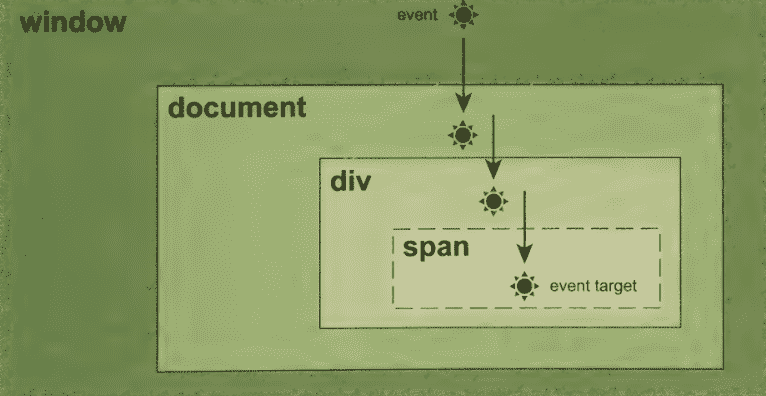 window
event
document
div
span
event target